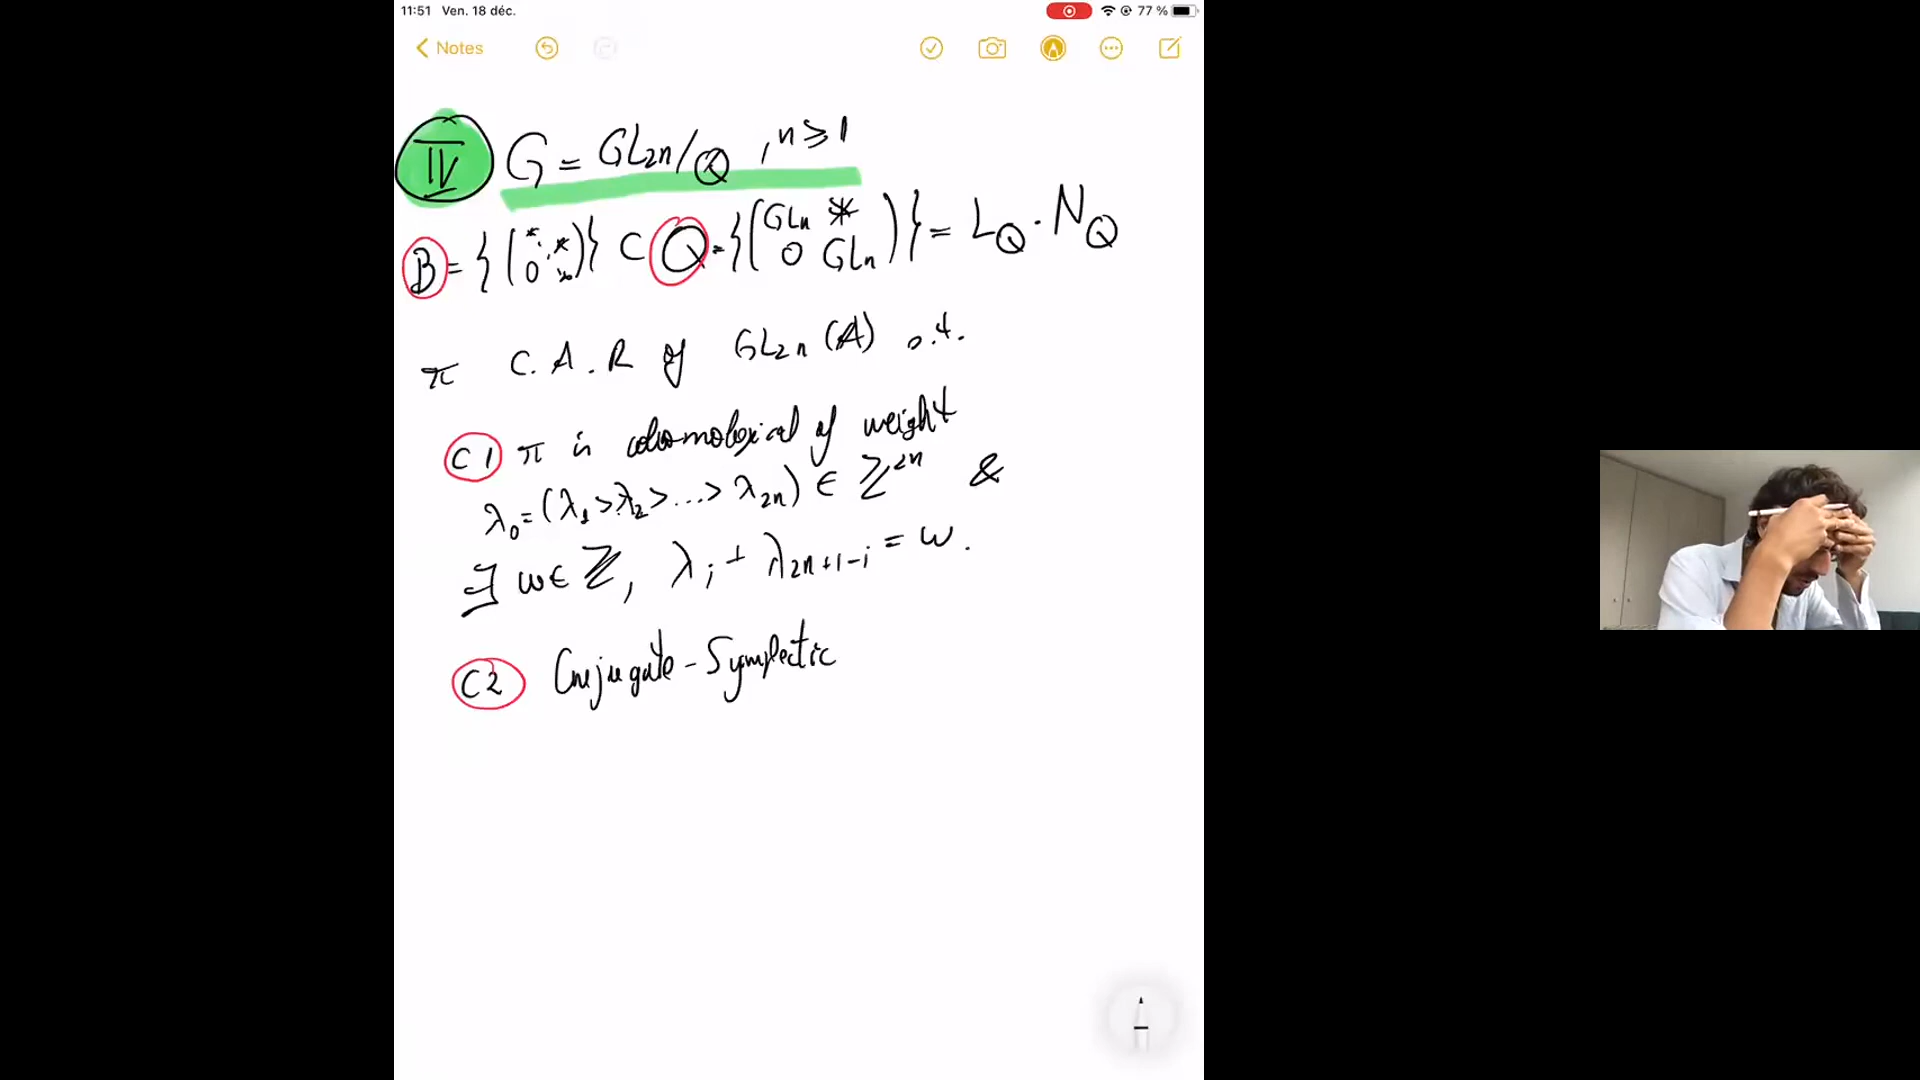 11:51 Ven. 18 déc. 77 %
Notes
IV G = GL2n/Q , n ≥ 1
B = {(* * 0 *)} ⊂ Q = {(GLn * 0 GLn)} = LQ · NQ
π C.A.R of GL2n(A) s.t.
C1 π is cohomological of weight
λ0 = (λ1 > λ2 > ... > λ2n) ∈ ℤ^2n &
∃ w ∈ ℤ, λi + λ2n+1-i = w.
C2 Conjugate-Symplectic